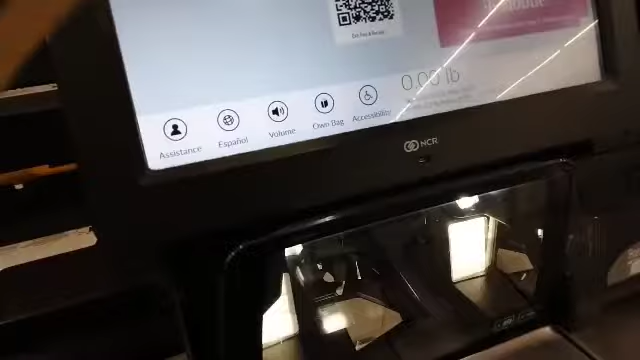 0.00 lb
Assistance
Español
Volume
Own Bag
Accessibility
NCR